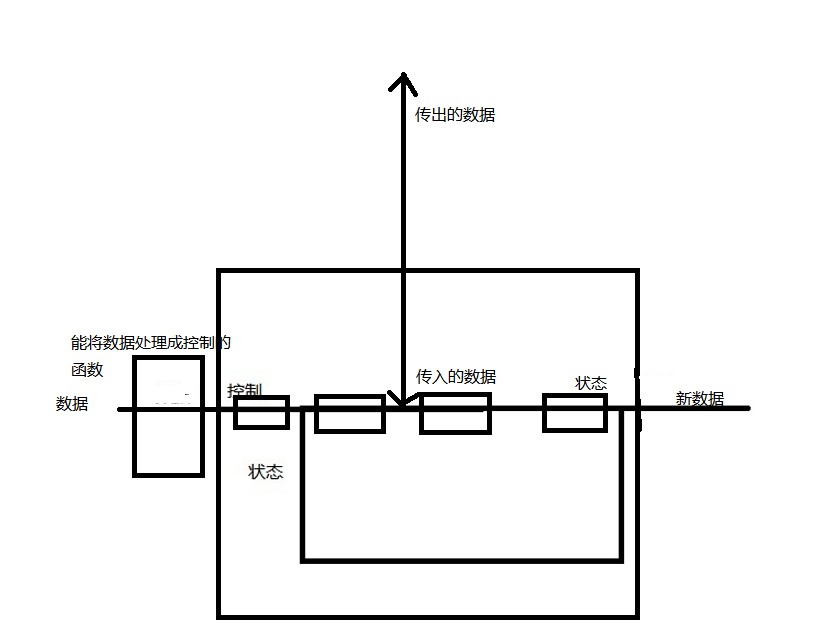 传出的数据
能将数据处理成控制的
函数
数据
控制
传入的数据
状态
新数据
状态